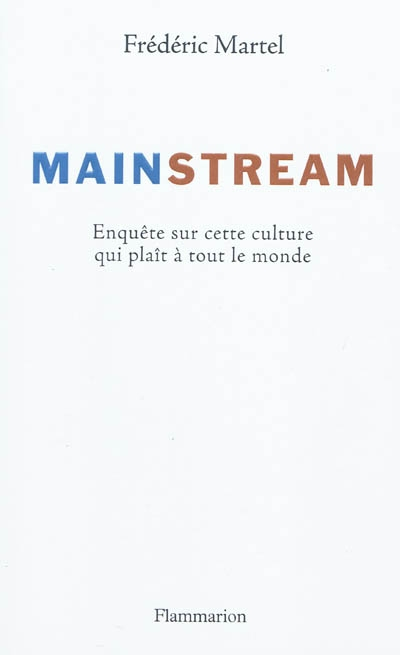 Frédéric Martel
MAINSTREAM
Enquête sur cette culture
qui plaît à tout le monde
Flammarion